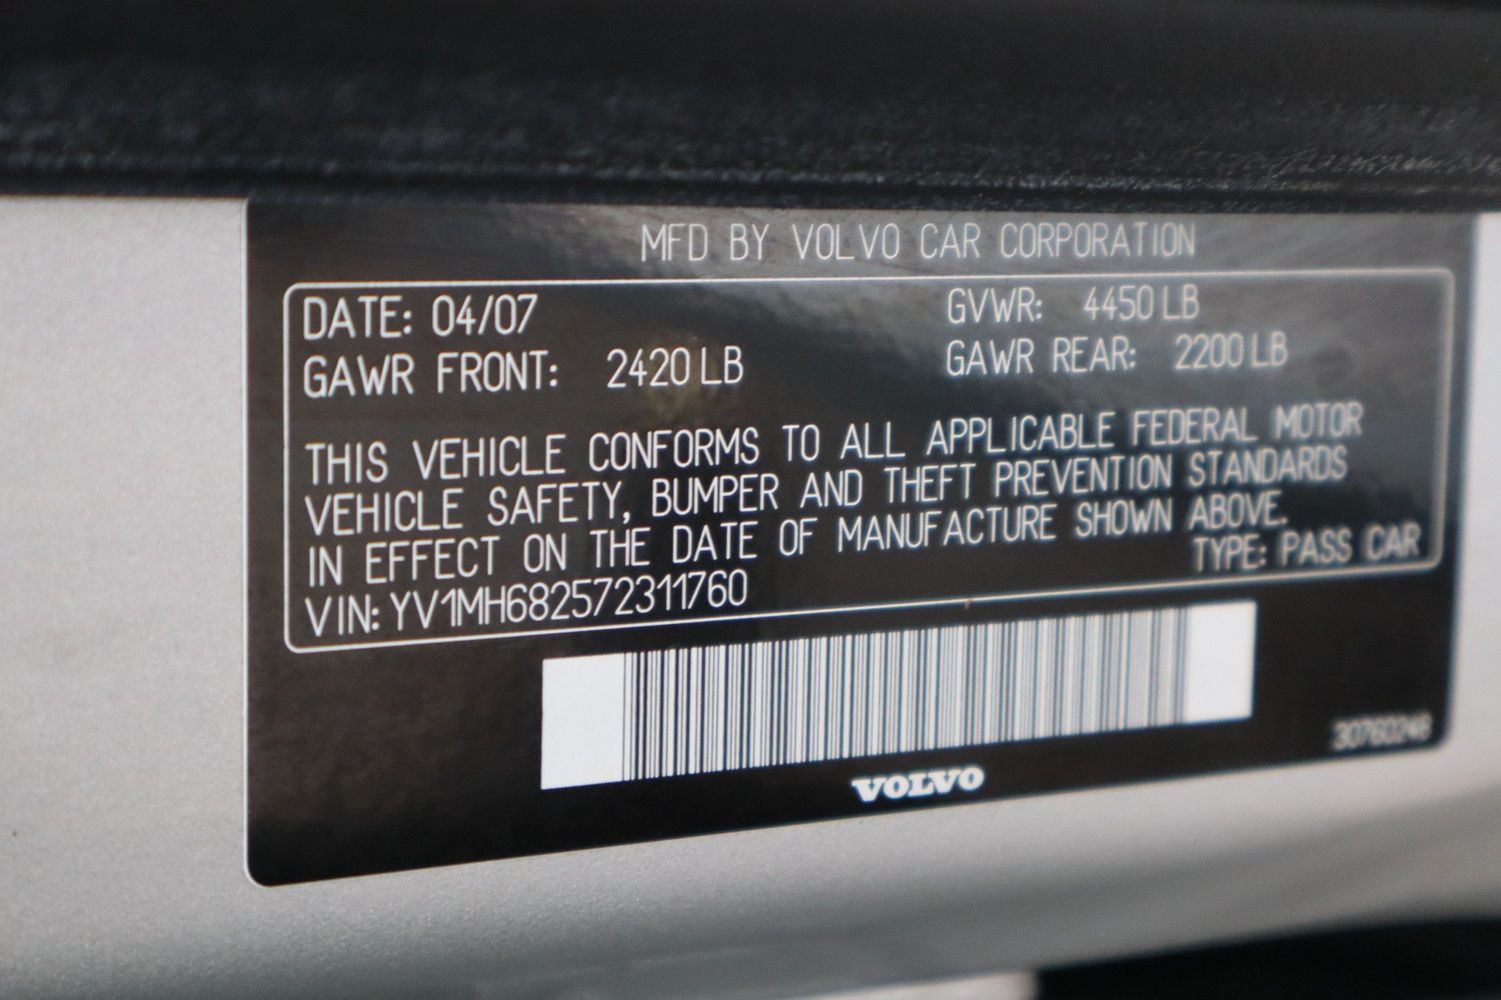 MFD BY VOLVO CAR CORPORATION
DATE: 04/07 GVWR: 4450 LB
GAWR FRONT: 2420 LB GAWR REAR: 2200 LB
THIS VEHICLE CONFORMS TO ALL APPLICABLE FEDERAL MOTOR
VEHICLE SAFETY, BUMPER AND THEFT PREVENTION STANDARDS
IN EFFECT ON THE DATE OF MANUFACTURE SHOWN ABOVE.
TYPE: PASS CAR
VIN: YV1MH682572311760
30760248
VOLVO